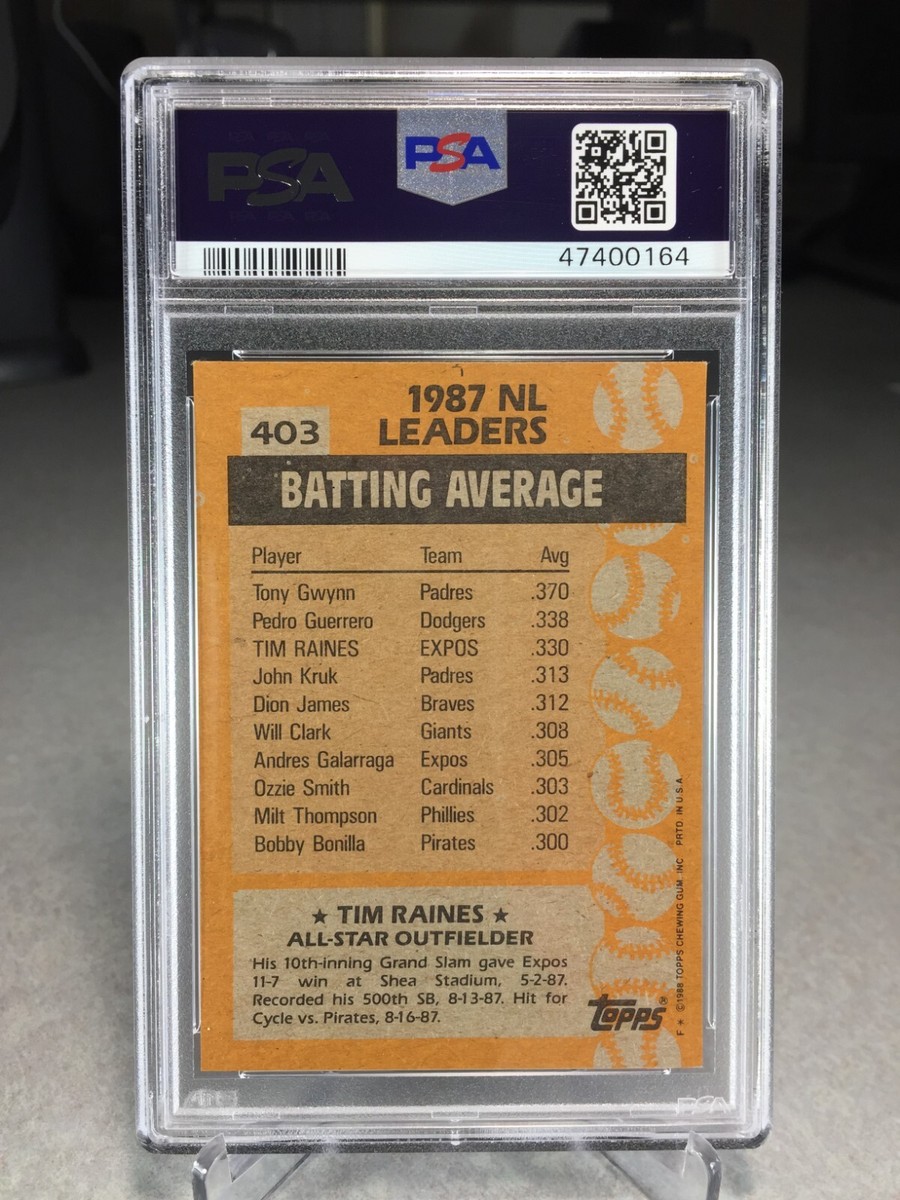 PSA PSA
47400164
1987 NL
403 LEADERS
BATTING AVERAGE
Player Team Avg
Tony Gwynn Padres .370
Pedro Guerrero Dodgers .338
TIM RAINES EXPOS .330
John Kruk Padres .313
Dion James Braves .312
Will Clark Giants .308
Andres Galarraga Expos .305
Ozzie Smith Cardinals .303
Milt Thompson Phillies .302
Bobby Bonilla Pirates .300
★ TIM RAINES ★
ALL-STAR OUTFIELDER
His 10th-inning Grand Slam gave Expos
11-7 win at Shea Stadium, 5-2-87.
Recorded his 500th SB, 8-13-87. Hit for
Cycle vs. Pirates, 8-16-87.
topps®
F * ©1988 TOPPS CHEWING GUM, INC PRTD. IN U.S.A
PSA